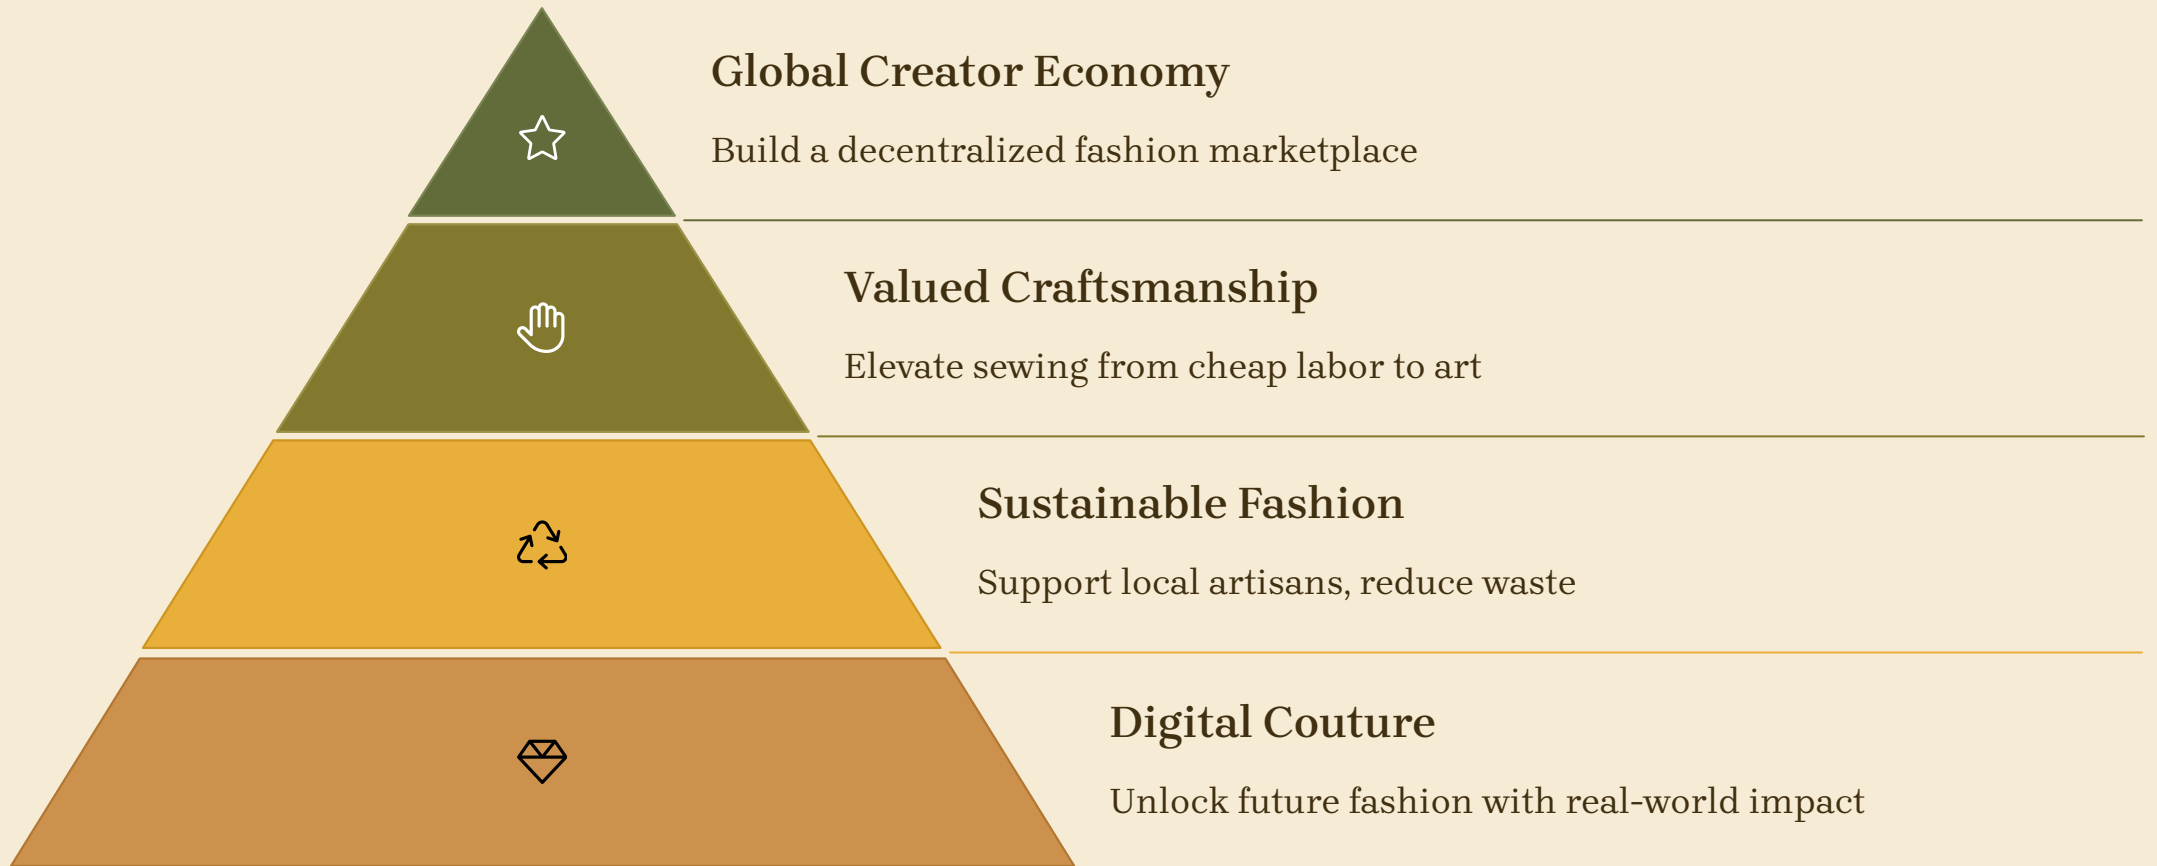 Global Creator Economy
Build a decentralized fashion marketplace
Valued Craftsmanship
Elevate sewing from cheap labor to art
Sustainable Fashion
Support local artisans, reduce waste
Digital Couture
Unlock future fashion with real-world impact